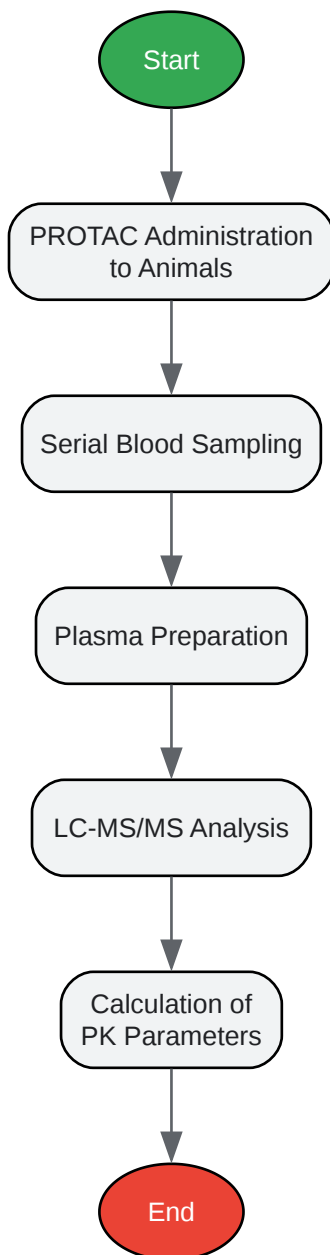 Start
PROTAC Administration
to Animals
Serial Blood Sampling
Plasma Preparation
LC-MS/MS Analysis
Calculation of
PK Parameters
End